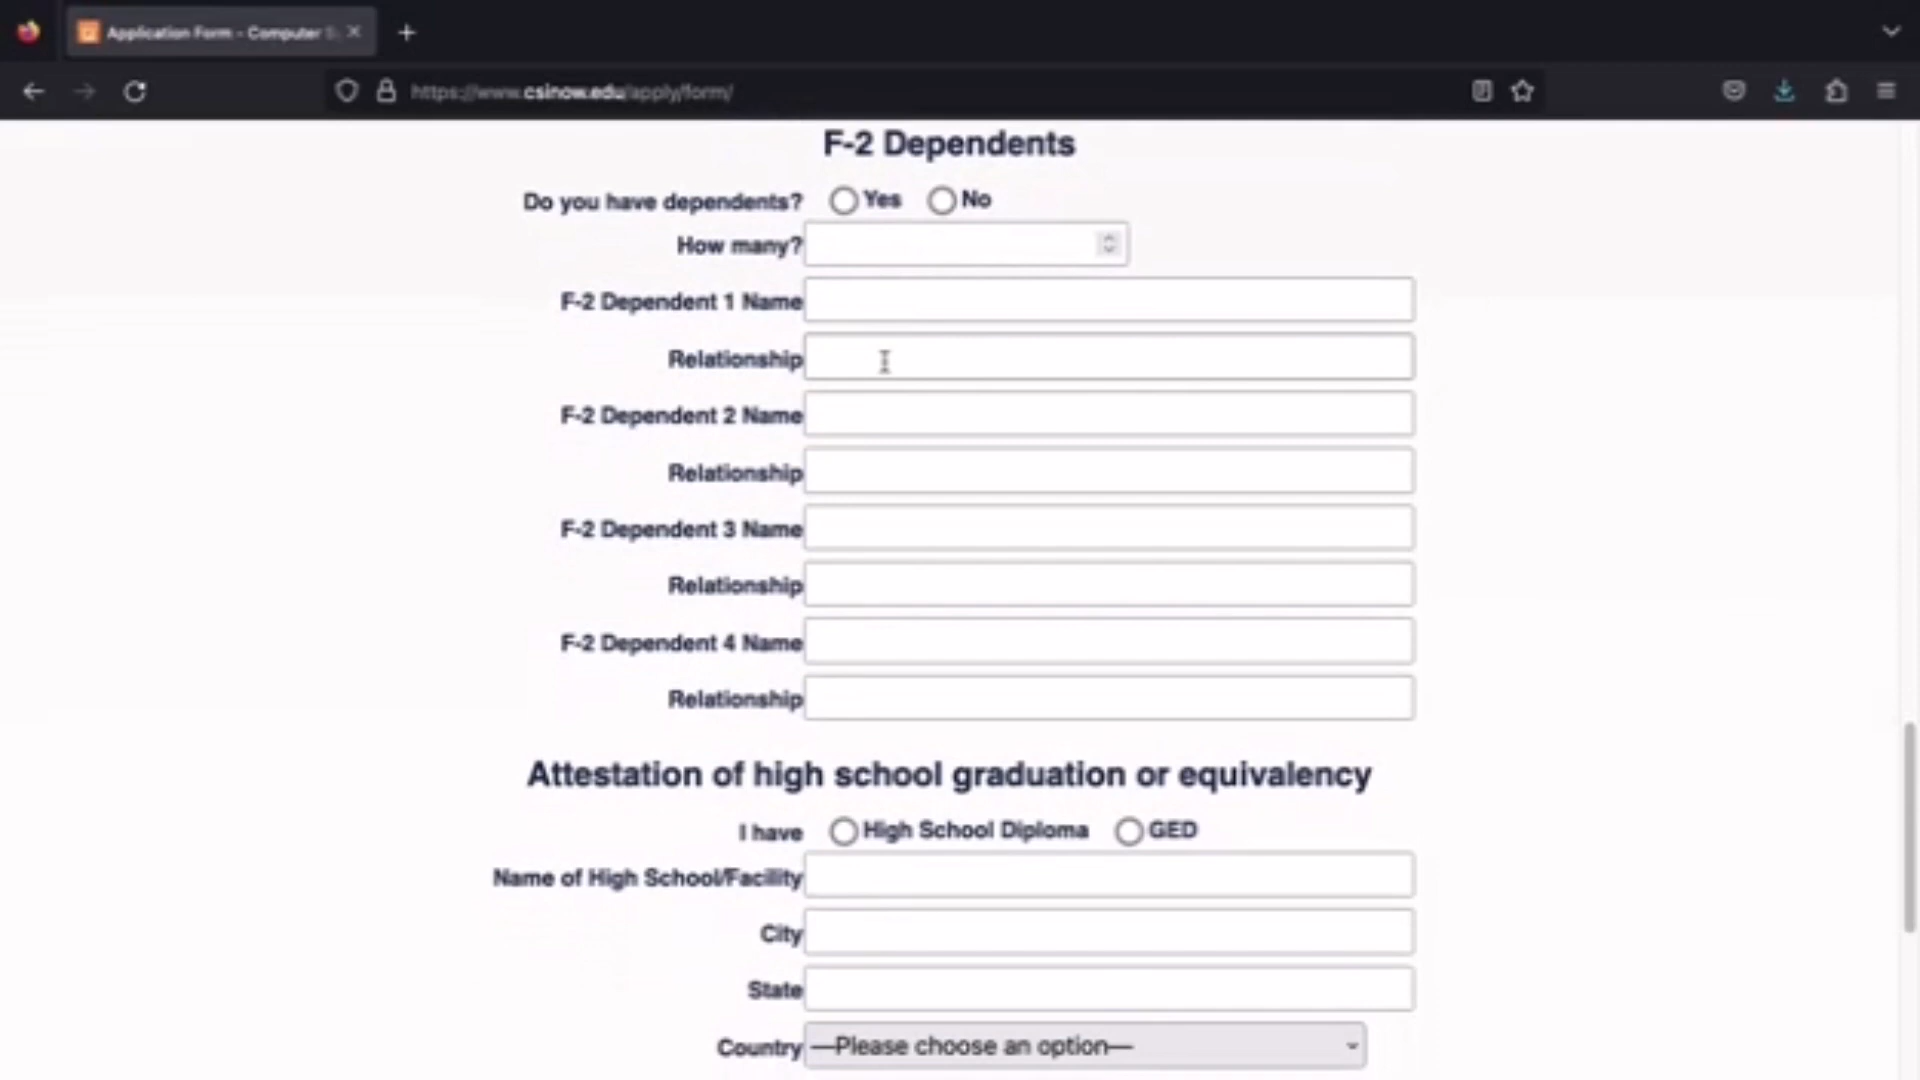 Application Form - Computer S
https://www.csinow.edu/apply/form/
F-2 Dependents
Do you have dependents? Yes No
How many?
F-2 Dependent 1 Name
Relationship
F-2 Dependent 2 Name
Relationship
F-2 Dependent 3 Name
Relationship
F-2 Dependent 4 Name
Relationship
Attestation of high school graduation or equivalency
I have High School Diploma GED
Name of High School/Facility
City
State
Country —Please choose an option—